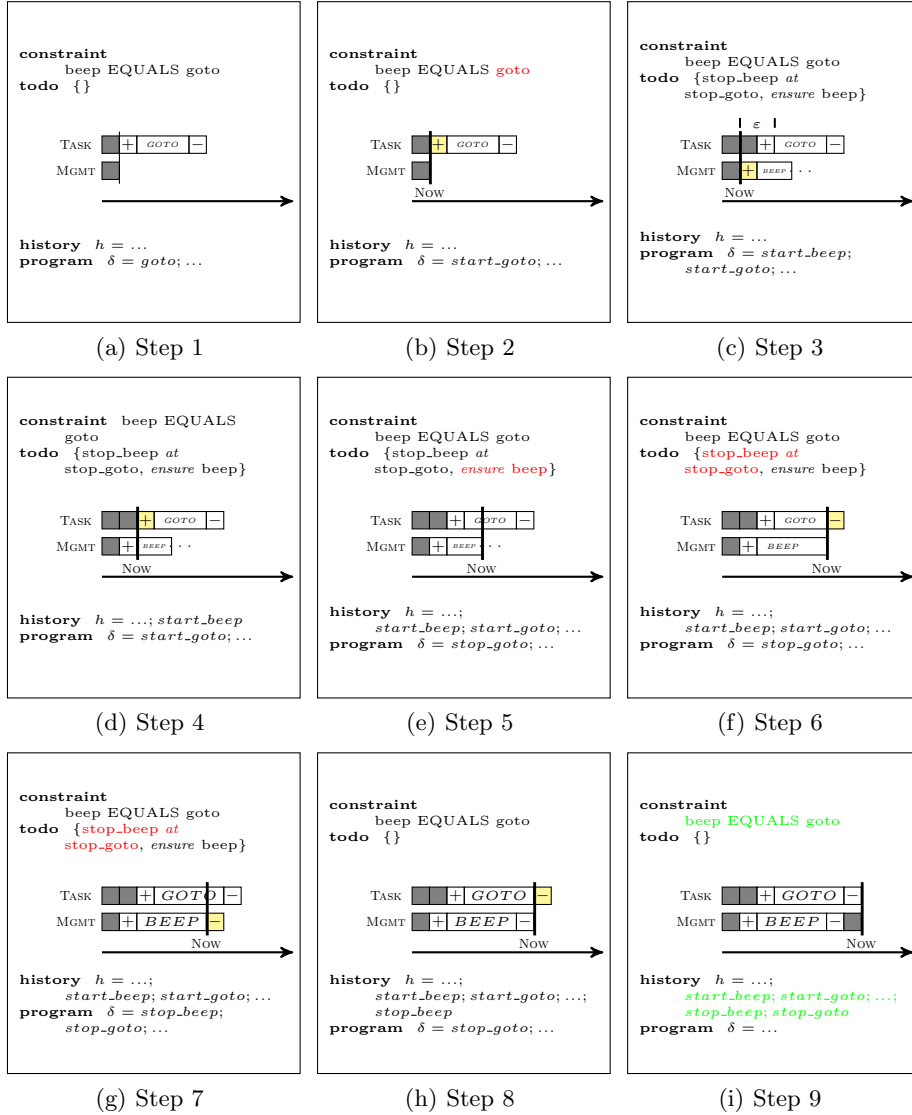 constraint
beep EQUALS goto
todo {}
TASK + GOTO −
MGMT
history h = ...
program δ = goto; ...
(a) Step 1
constraint
beep EQUALS goto
todo {}
TASK + GOTO −
MGMT
Now
history h = ...
program δ = start_goto; ...
(b) Step 2
constraint
beep EQUALS goto
todo {stop_beep at
stop_goto, ensure beep}
ε
TASK + GOTO −
MGMT + BEEP · · ·
Now
history h = ...
program δ = start_beep;
start_goto; ...
(c) Step 3
constraint beep EQUALS
goto
todo {stop_beep at
stop_goto, ensure beep}
TASK + GOTO −
MGMT + BEEP · · ·
Now
history h = ...; start_beep
program δ = start_goto; ...
(d) Step 4
constraint
beep EQUALS goto
todo {stop_beep at
stop_goto, ensure beep}
TASK + GOTO −
MGMT + BEEP · · ·
Now
history h = ...;
start_beep; start_goto; ...
program δ = stop_goto; ...
(e) Step 5
constraint
beep EQUALS goto
todo {stop_beep at
stop_goto, ensure beep}
TASK + GOTO −
MGMT + BEEP
Now
history h = ...;
start_beep; start_goto; ...
program δ = stop_goto; ...
(f) Step 6
constraint
beep EQUALS goto
todo {stop_beep at
stop_goto, ensure beep}
TASK + GOTO −
MGMT + BEEP −
Now
history h = ...;
start_beep; start_goto; ...
program δ = stop_beep;
stop_goto; ...
(g) Step 7
constraint
beep EQUALS goto
todo {}
TASK + GOTO −
MGMT + BEEP −
Now
history h = ...;
start_beep; start_goto; ...;
stop_beep
program δ = stop_goto; ...
(h) Step 8
constraint
beep EQUALS goto
todo {}
TASK + GOTO −
MGMT + BEEP −
Now
history h = ...;
start_beep; start_goto; ...;
stop_beep; stop_goto
program δ = ...
(i) Step 9